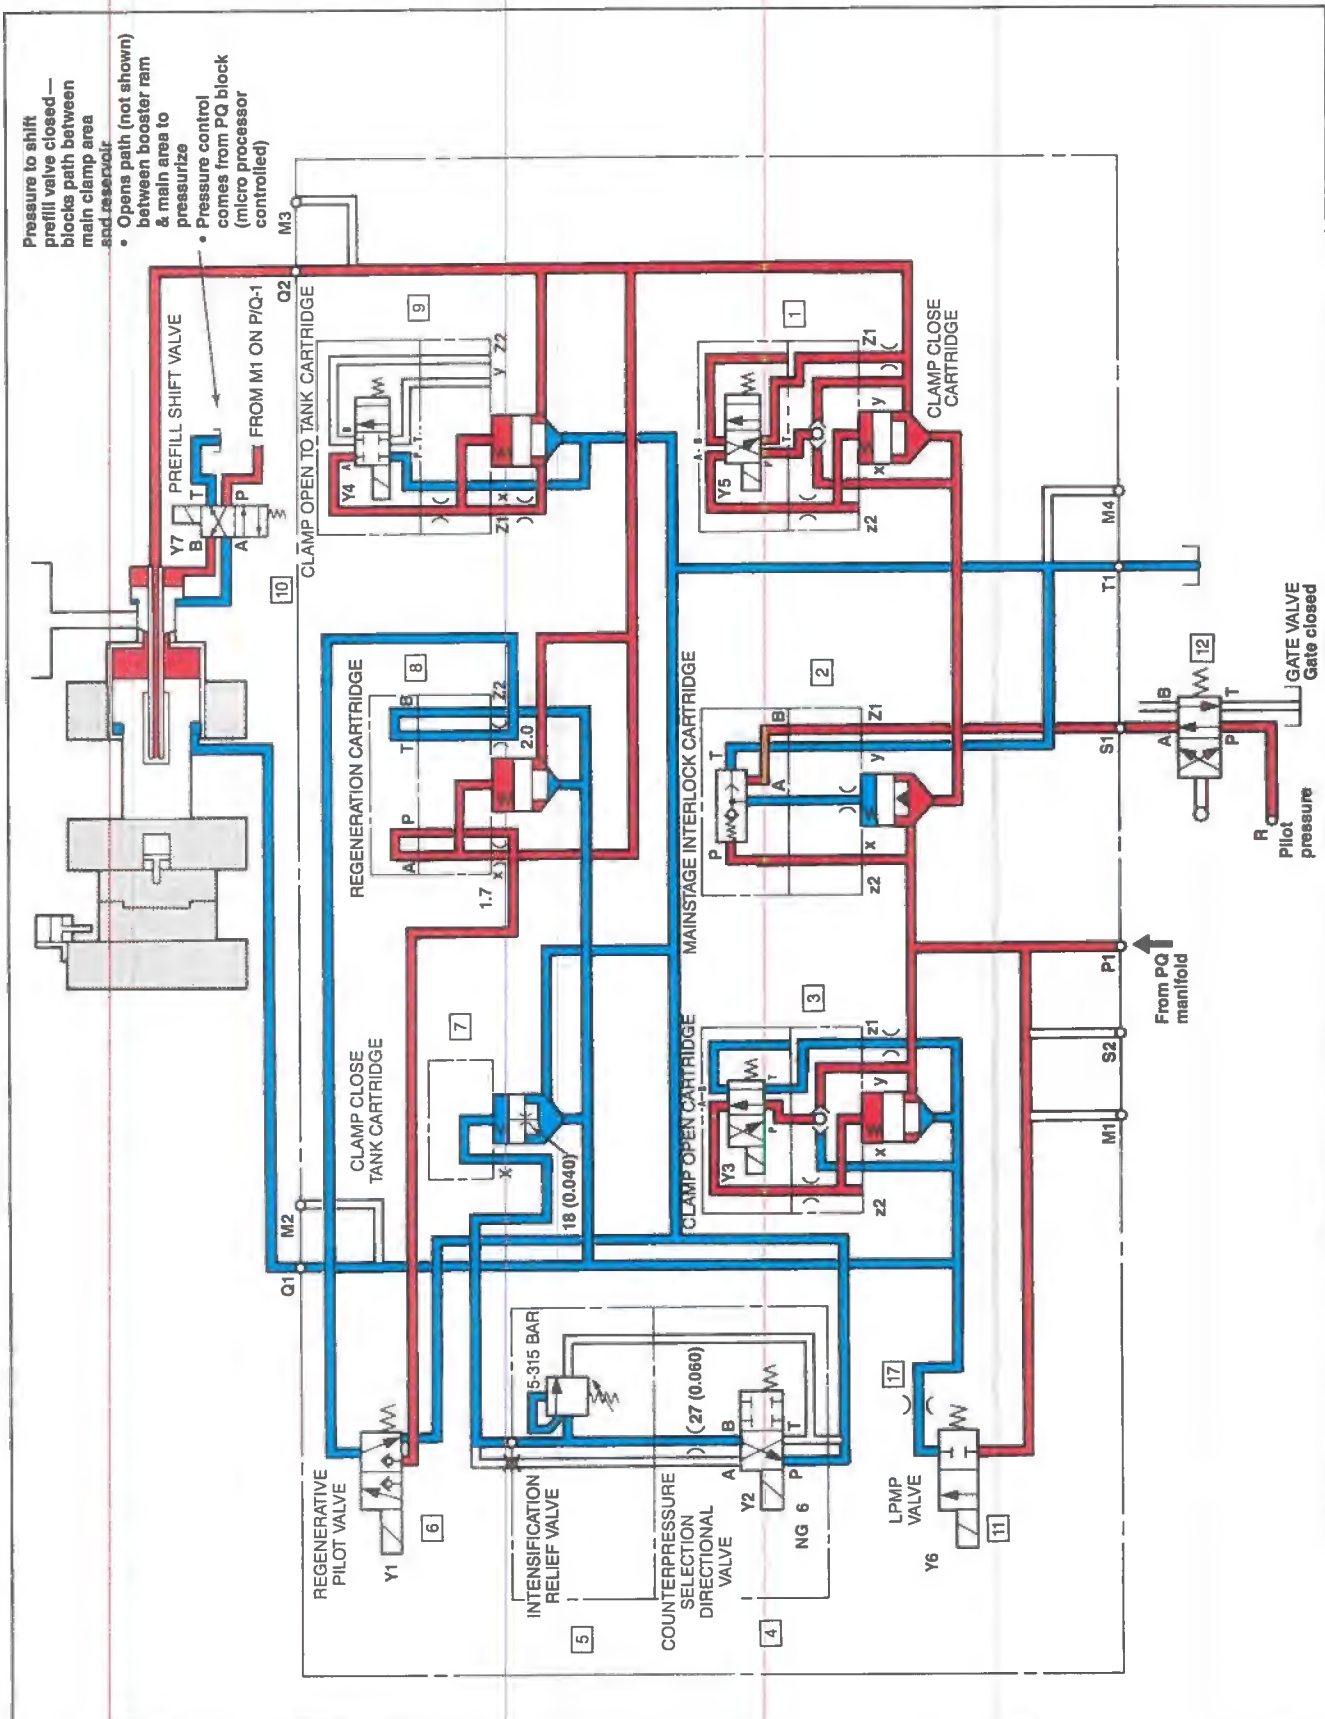 Pressure to shift
prefill valve closed—
blocks path between
main clamp area
and reservoir
• Opens path (not shown)
between booster ram
& main area to
pressurize
• Pressure control
comes from PQ block
(micro processor
controlled)
PREFILL SHIFT VALVE
FROM M1 ON P/Q-1
Y7
B
T
A
P
10
Q1
M2
Q2
M3
REGENERATIVE
PILOT VALVE
Y1
6
CLAMP CLOSE
TANK CARTRIDGE
7
x
18 (0.040)
REGENERATION CARTRIDGE
8
A
P
T
B
1.7
x
2.0
Z2
CLAMP OPEN TO TANK CARTRIDGE
9
Y4
A
B
P
T
Z1
x
y
Z2
INTENSIFICATION
RELIEF VALVE
5-315 BAR
5
COUNTERPRESSURE
SELECTION
DIRECTIONAL
VALVE
27 (0.060)
A
B
Y2
P
T
NG 6
4
CLAMP OPEN CARTRIDGE
3
Y3
A
B
P
T
z2
x
y
z1
MAINSTAGE INTERLOCK CARTRIDGE
2
P
T
A
B
z2
x
y
Z1
CLAMP CLOSE
CARTRIDGE
1
Y5
A
B
P
T
z2
x
y
Z1
LPMP
VALVE
17
Y6
11
M1
S2
P1
From PQ
manifold
S1
T1
M4
12
A
B
P
T
R
Pilot
pressure
GATE VALVE
Gate closed